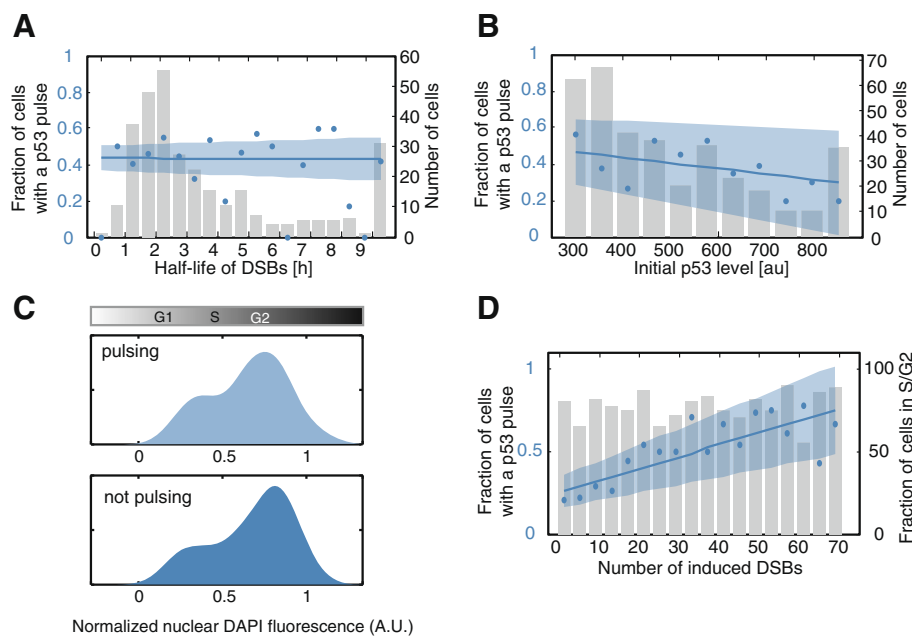 A
Fraction of cells
with a p53 pulse
1
0.8
0.6
0.4
0.2
0
60
50
40
30
20
10
0
Number of cells
0 1 2 3 4 5 6 7 8 9
Half-life of DSBs [h]
B
Fraction of cells
with a p53 pulse
1
0.8
0.6
0.4
0.2
0
70
60
50
40
30
20
10
0
Number of cells
300 400 500 600 700 800
Initial p53 level [au]
C
G1 S G2
pulsing
0 0.5 1
not pulsing
0 0.5 1
Normalized nuclear DAPI fluorescence (A.U.)
D
Fraction of cells
with a p53 pulse
1
0.5
0
100
50
0
Fraction of cells in S/G2
0 10 20 30 40 50 60 70
Number of induced DSBs